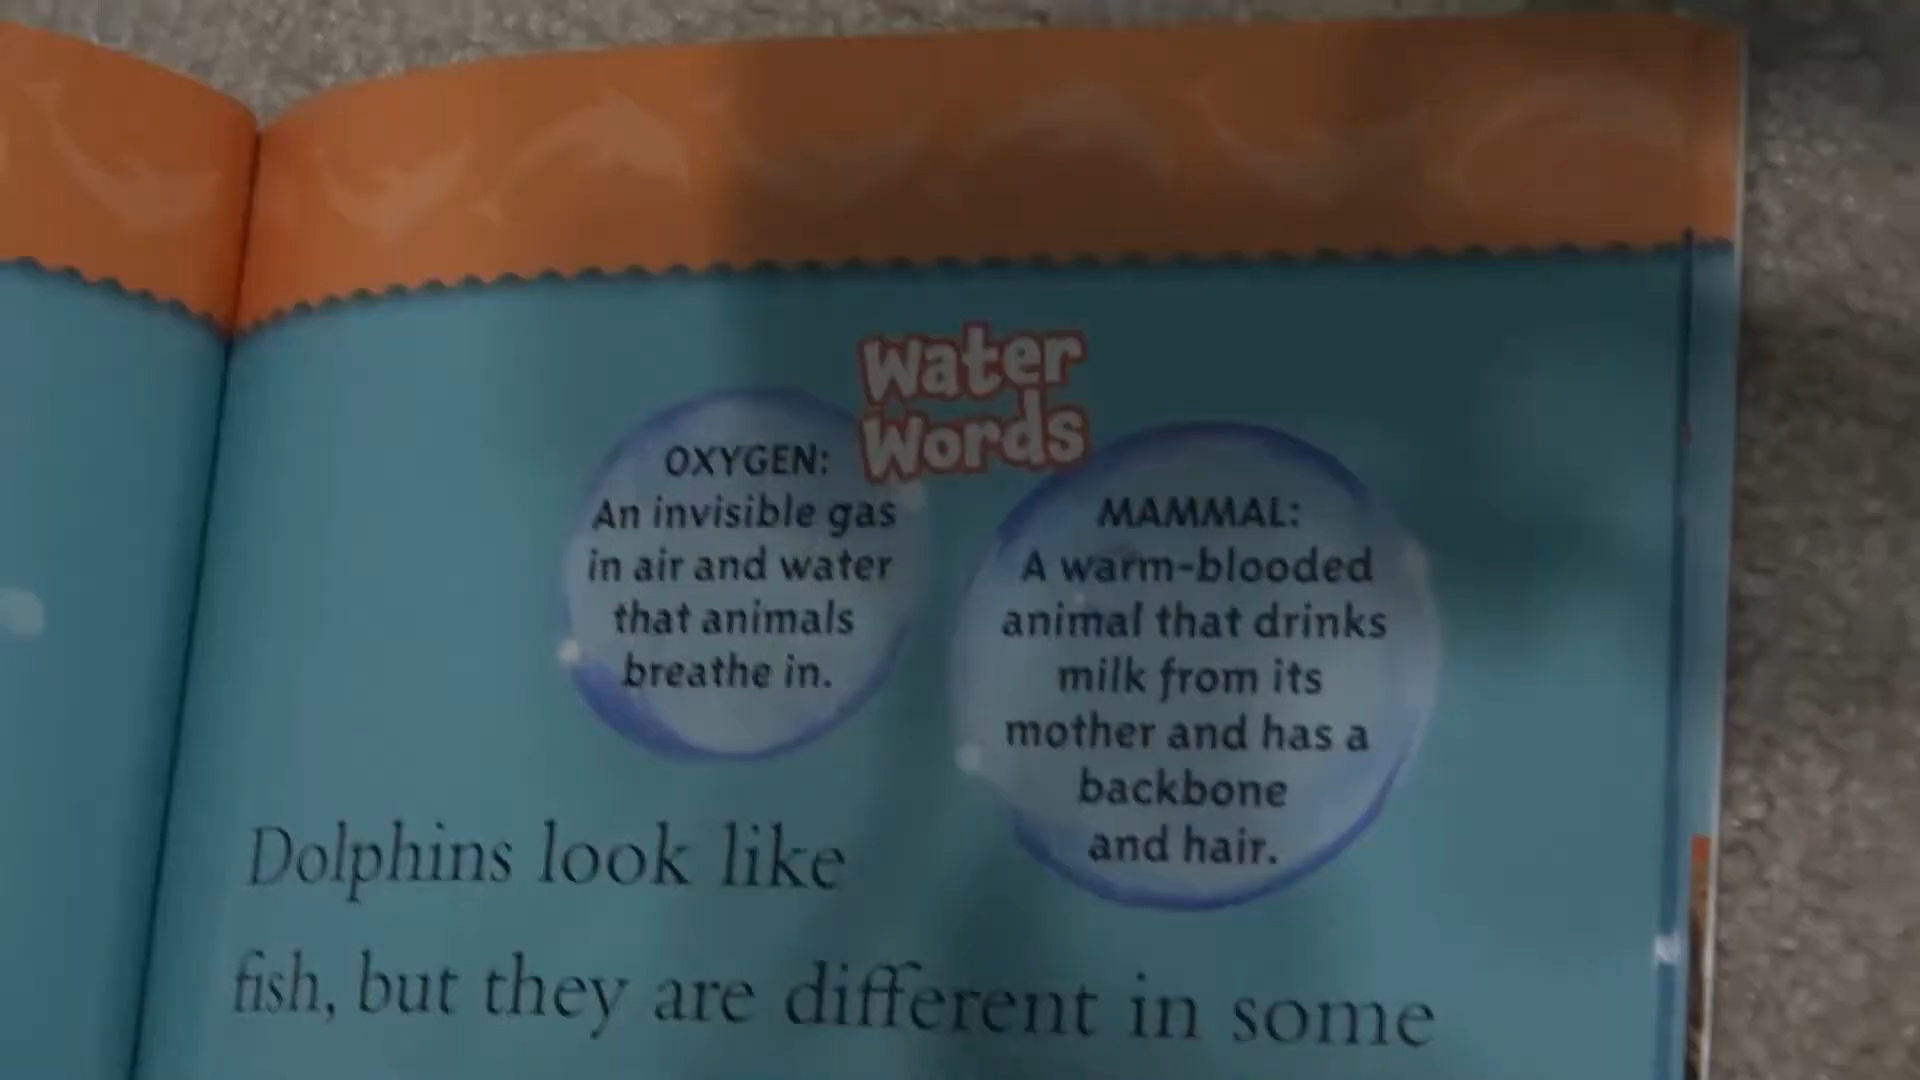 Water
Words
OXYGEN:
An invisible gas
in air and water
that animals
breathe in.
MAMMAL:
A warm-blooded
animal that drinks
milk from its
mother and has a
backbone
and hair.
Dolphins look like
fish, but they are different in some